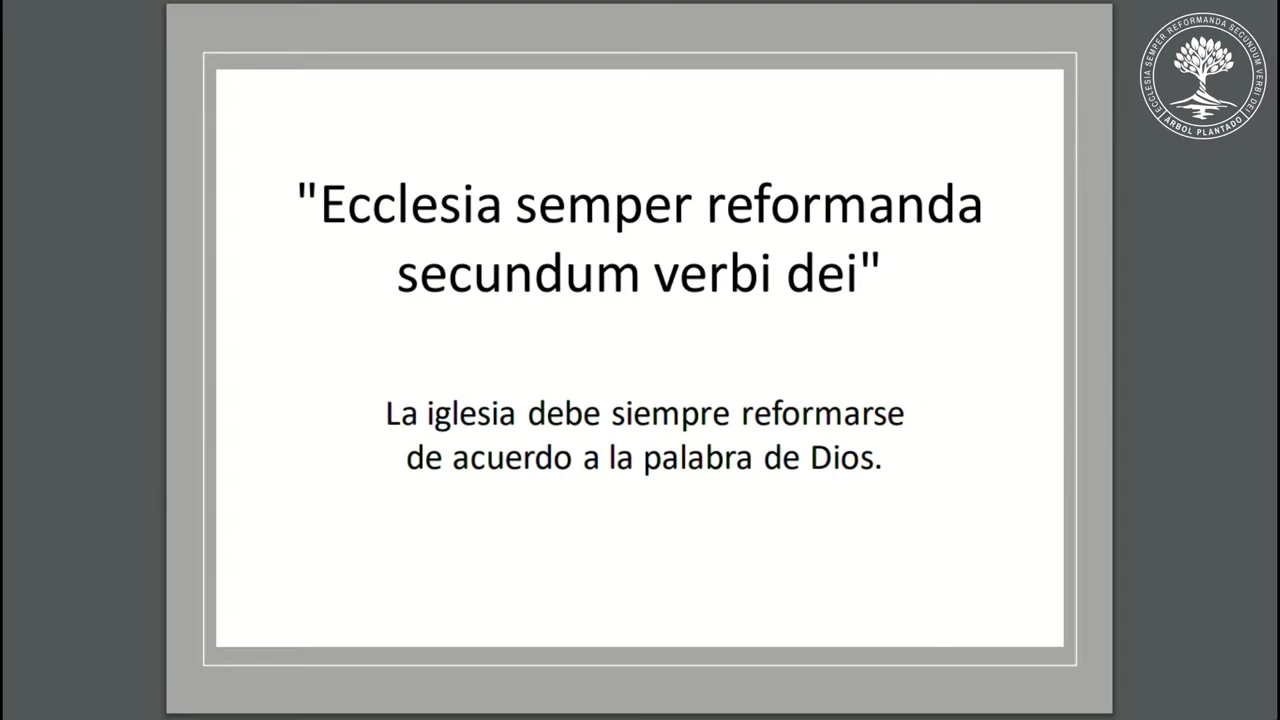 "Ecclesia semper reformanda
secundum verbi dei"
La iglesia debe siempre reformarse
de acuerdo a la palabra de Dios.
ECCLESIA SEMPER REFORMANDA SECUNDUM VERBI DEI
ÁRBOL PLANTADO